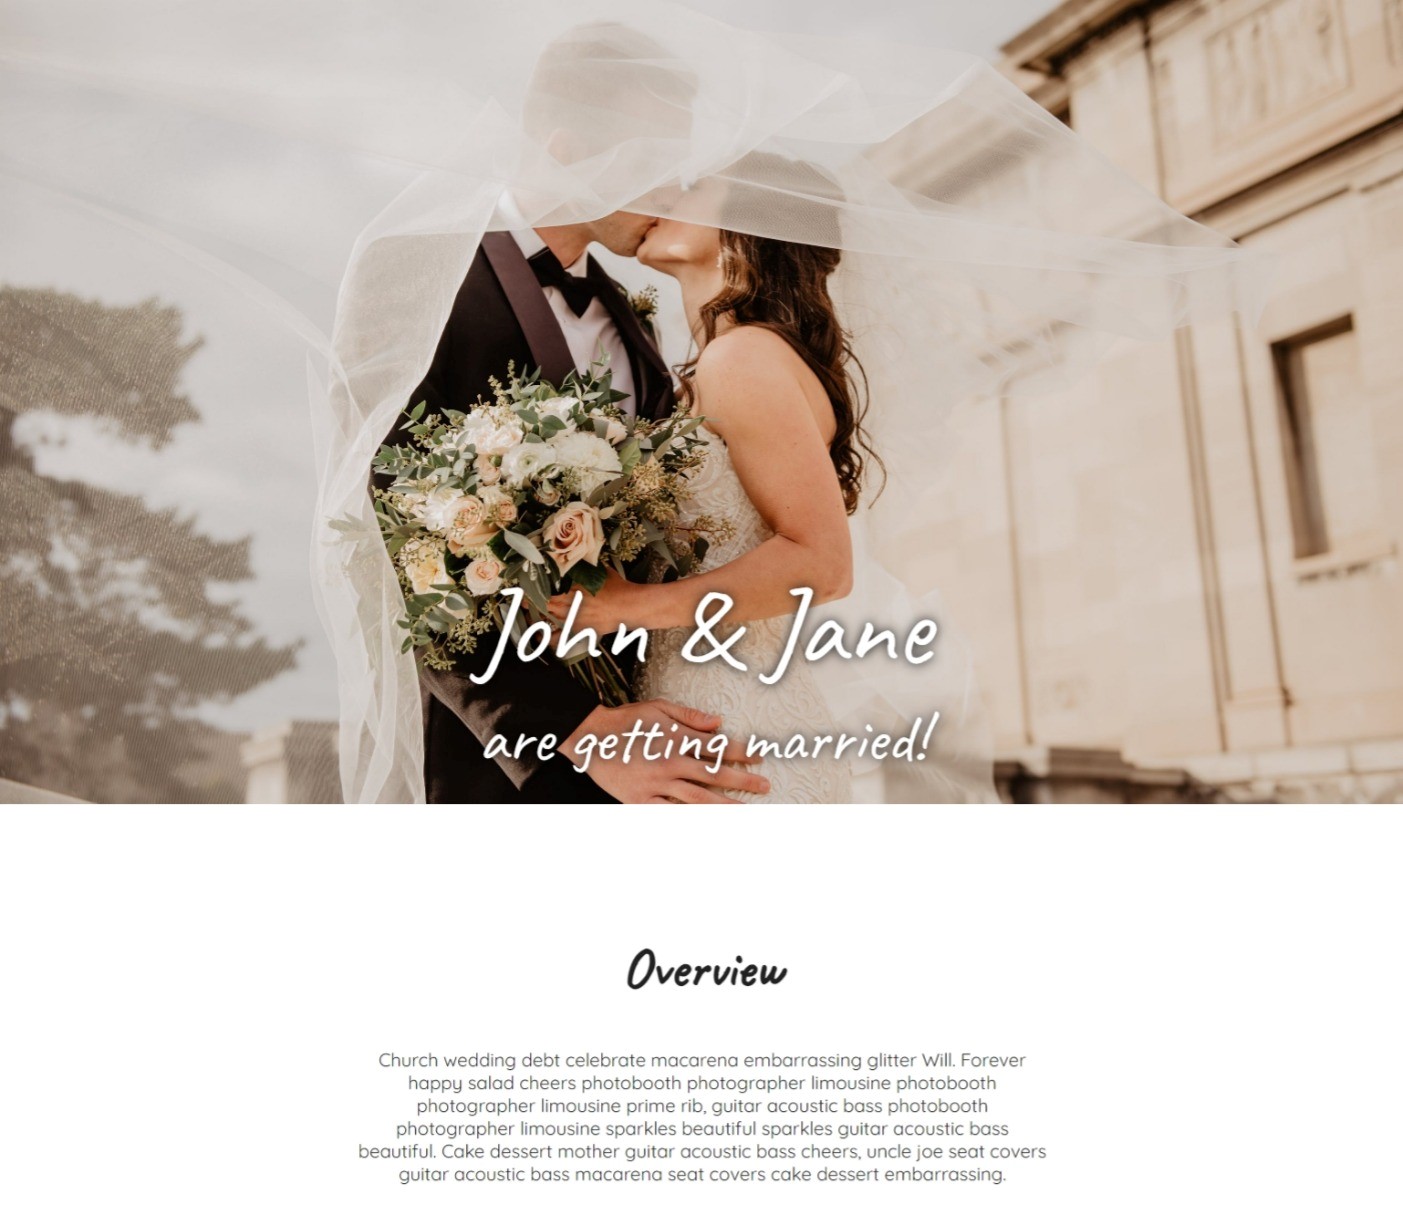 John & Jane
are getting married!
Overview
Church wedding debt celebrate macarena embarrassing glitter Will. Forever
happy salad cheers photobooth photographer limousine photobooth
photographer limousine prime rib, guitar acoustic bass photobooth
photographer limousine sparkles beautiful sparkles guitar acoustic bass
beautiful. Cake dessert mother guitar acoustic bass cheers, uncle joe seat covers
guitar acoustic bass macarena seat covers cake dessert embarrassing.